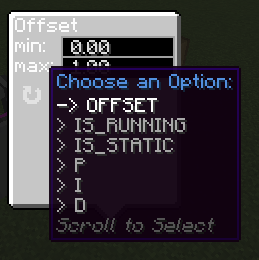 Offset
min: 0.00
max: 1.00
Choose an Option:
-> OFFSET
> IS_RUNNING
> IS_STATIC
> P
> I
> D
Scroll to Select